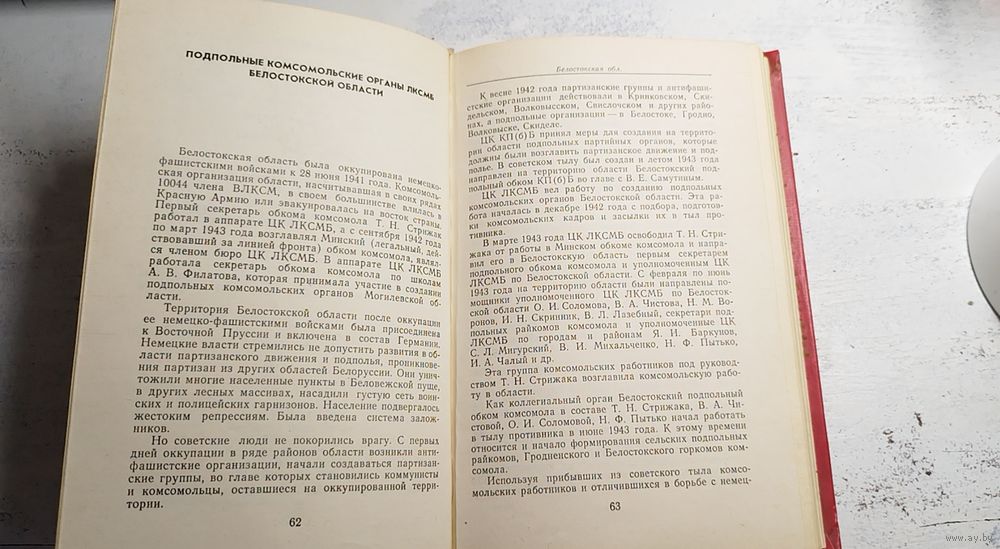 ПОДПОЛЬНЫЕ КОМСОМОЛЬСКИЕ ОРГАНЫ ЛКСМБ
БЕЛОСТОКСКОЙ ОБЛАСТИ
Белостокская область была оккупирована немецко-
фашистскими войсками к 28 июня 1941 года. Комсомоль-
ская организация области, насчитывавшая в своих рядах
10044 члена ВЛКСМ, в своем большинстве влилась в
Красную Армию или эвакуировалась на восток страны.
Первый секретарь обкома комсомола Т. Н. Стрижак
работал в аппарате ЦК ЛКСМБ, а с сентября 1942 года
по март 1943 года возглавлял Минский (легальный, дей-
ствовавший за линией фронта) обком комсомола, являл-
ся членом бюро ЦК ЛКСМБ. В аппарате ЦК ЛКСМБ
работала секретарь обкома комсомола по школам
А. В. Филатова, которая принимала участие в создании
подпольных комсомольских органов Могилевской об-
ласти.
Территория Белостокской области после оккупации
ее немецко-фашистскими войсками была присоединена
к Восточной Пруссии и включена в состав Германии.
Немецкие власти стремились не допустить развития в об-
ласти партизанского движения и подполья, проникнове-
ния партизан из других областей Белоруссии. Они унич-
тожили многие населенные пункты в Беловежской пуще,
в других лесных массивах, насадили густую сеть воин-
ских и полицейских гарнизонов. Население подвергалось
жестоким репрессиям. Была введена система залож-
ников.
Но советские люди не покорились врагу. С первых
дней оккупации в ряде районов области возникли анти-
фашистские организации, начали создаваться партизан-
ские группы, во главе которых становились коммунисты
и комсомольцы, оставшиеся на оккупированной терри-
тории.
62
Белостокская обл.
К весне 1942 года партизанские группы и антифаши-
стские организации действовали в Кринковском, Ски-
дельском, Волковысском, Свислочском и других райо-
нах, а подпольные организации — в Белостоке, Гродно,
Волковыске, Скиделе.
ЦК КП(б)Б принял меры для создания на террито-
рии области подпольных партийных органов, которые
должны были возглавить партизанское движение и под-
полье. В советском тылу был создан и летом 1943 года
направлен на территорию области Белостокский под-
польный обком КП(б)Б во главе с В. Е. Самутиным.
ЦК ЛКСМБ вел работу по созданию подпольных
комсомольских органов Белостокской области. Эта ра-
бота началась в декабре 1942 года с подбора, подготов-
ки комсомольских кадров и засылки их в тыл про-
тивника.
В марте 1943 года ЦК ЛКСМБ освободил Т. Н. Стри-
жака от работы в Минском обкоме комсомола и напра-
вил его в Белостокскую область первым секретарем
подпольного обкома комсомола и уполномоченным ЦК
ЛКСМБ по Белостокской области. С февраля по июнь
1943 года на территорию области были направлены по-
мощники уполномоченного ЦК ЛКСМБ по Белосток-
ской области О. И. Соломова, В. А. Чистова, Н. М. Во-
ронов, И. Н. Скринник, В. Л. Лазебный, секретари под-
польных райкомов комсомола и уполномоченные ЦК
ЛКСМБ по городам и районам Я. Н. Баркунов,
С. Л. Мигурский, В. И. Михальченко, Н. Ф. Пытько,
И. А. Чалый и др.
Эта группа комсомольских работников под руковод-
ством Т. Н. Стрижака возглавила комсомольскую рабо-
ту в области.
Как коллегиальный орган Белостокский подпольный
обком комсомола в составе Т. Н. Стрижака, В. А. Чи-
стовой, О. И. Соломовой, Н. Ф. Пытько начал работать
в тылу противника в июне 1943 года. К этому времени
относится и начало формирования сельских подпольных
райкомов, Гродненского и Белостокского горкомов ком-
сомола.
Используя прибывших из советского тыла комсо-
мольских работников и отличившихся в борьбе с немец-
63
www.ay.by